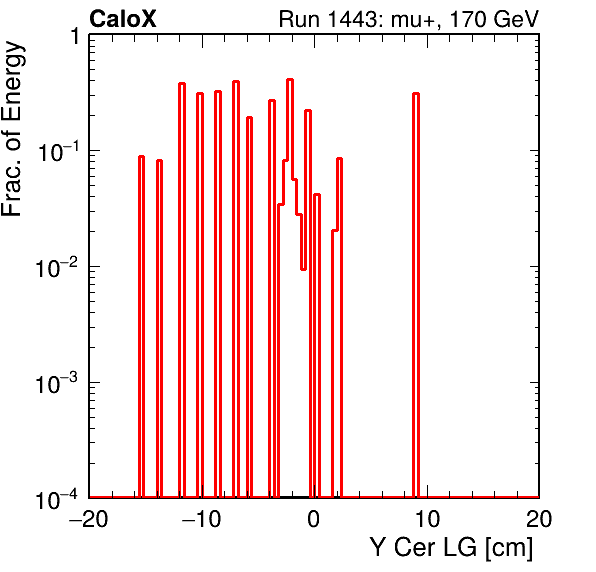 CaloX Run 1443: mu+, 170 GeV
Frac. of Energy
1
10⁻¹
10⁻²
10⁻³
10⁻⁴
−20 −10 0 10 20
Y Cer LG [cm]